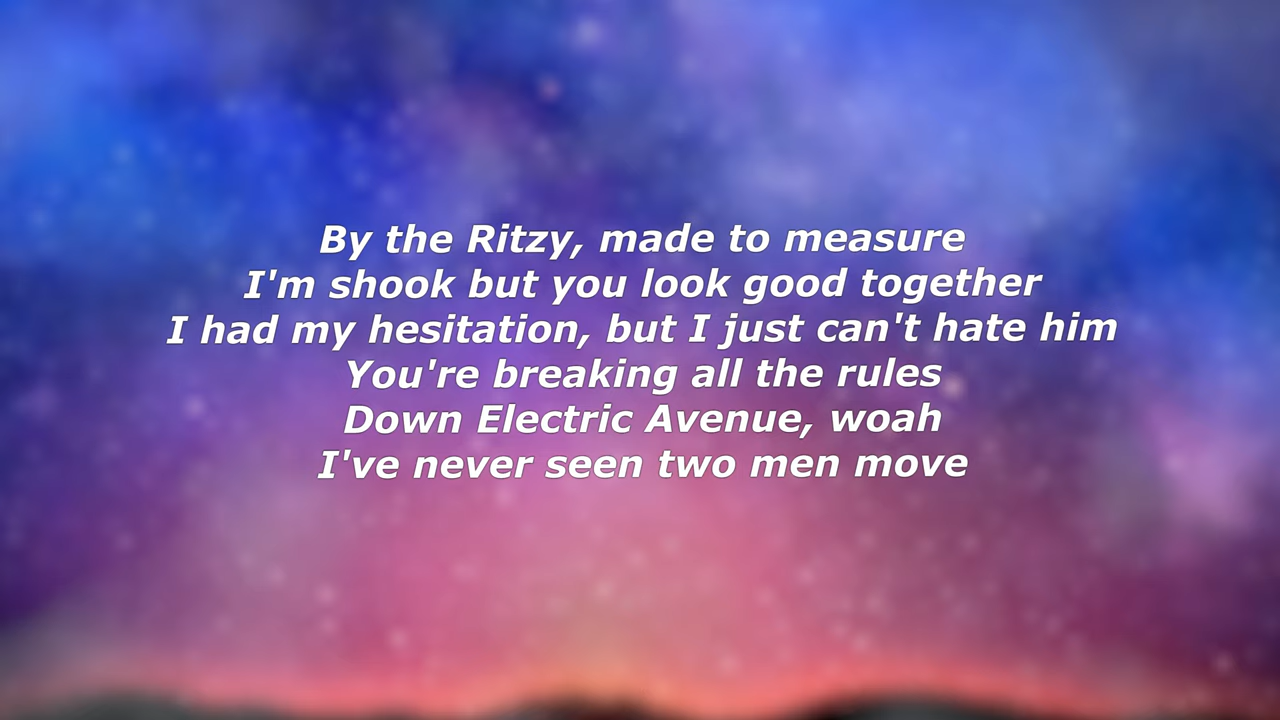 By the Ritzy, made to measure
I'm shook but you look good together
I had my hesitation, but I just can't hate him
You're breaking all the rules
Down Electric Avenue, woah
I've never seen two men move